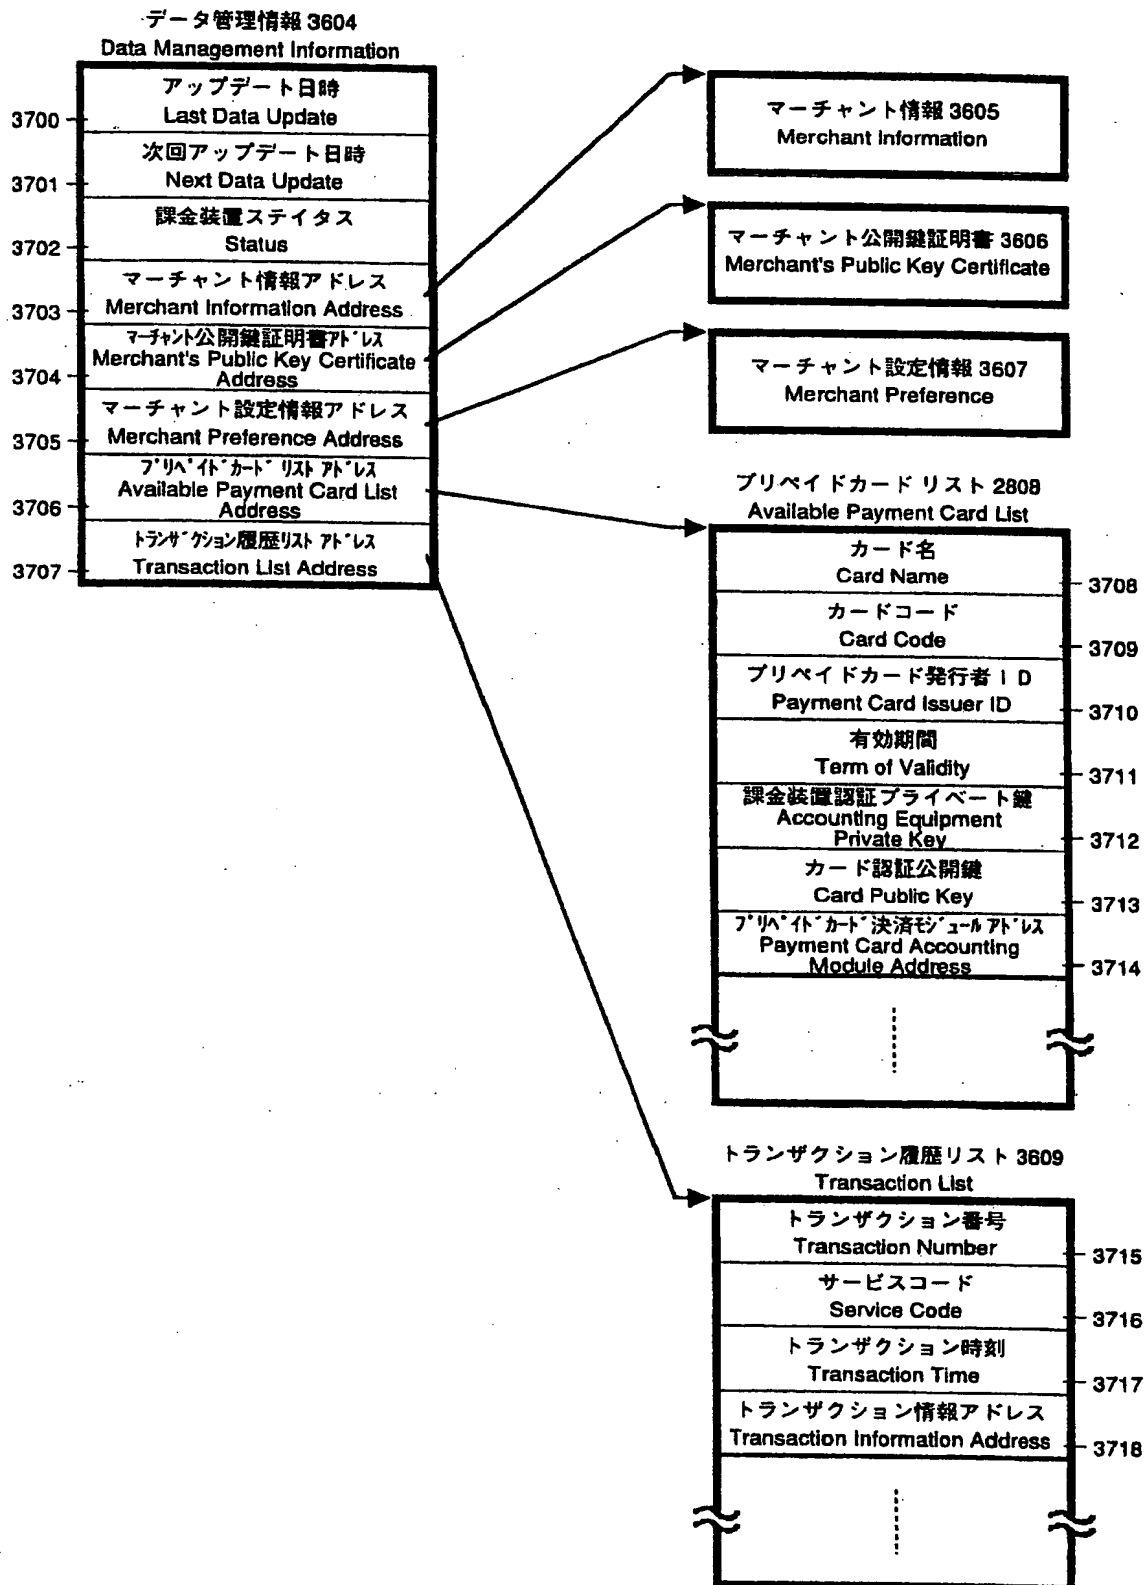 データ管理情報 3604
Data Management Information
アップデート日時
Last Data Update
3700
次回アップデート日時
Next Data Update
3701
課金装置ステイタス
Status
3702
マーチャント情報アドレス
Merchant Information Address
3703
マーチャント公開鍵証明書アドレス
Merchant's Public Key Certificate
Address
3704
マーチャント設定情報アドレス
Merchant Preference Address
3705
プリペイドカード リスト アドレス
Available Payment Card List
Address
3706
トランザクション履歴リスト アドレス
Transaction List Address
3707
マーチャント情報 3605
Merchant Information
マーチャント公開鍵証明書 3606
Merchant's Public Key Certificate
マーチャント設定情報 3607
Merchant Preference
プリペイドカード リスト 2808
Available Payment Card List
カード名
Card Name
3708
カードコード
Card Code
3709
プリペイドカード発行者ID
Payment Card Issuer ID
3710
有効期間
Term of Validity
3711
課金装置認証プライベート鍵
Accounting Equipment
Private Key
3712
カード認証公開鍵
Card Public Key
3713
プリペイドカード決済モジュール アドレス
Payment Card Accounting
Module Address
3714
トランザクション履歴リスト 3609
Transaction List
トランザクション番号
Transaction Number
3715
サービスコード
Service Code
3716
トランザクション時刻
Transaction Time
3717
トランザクション情報アドレス
Transaction Information Address
3718